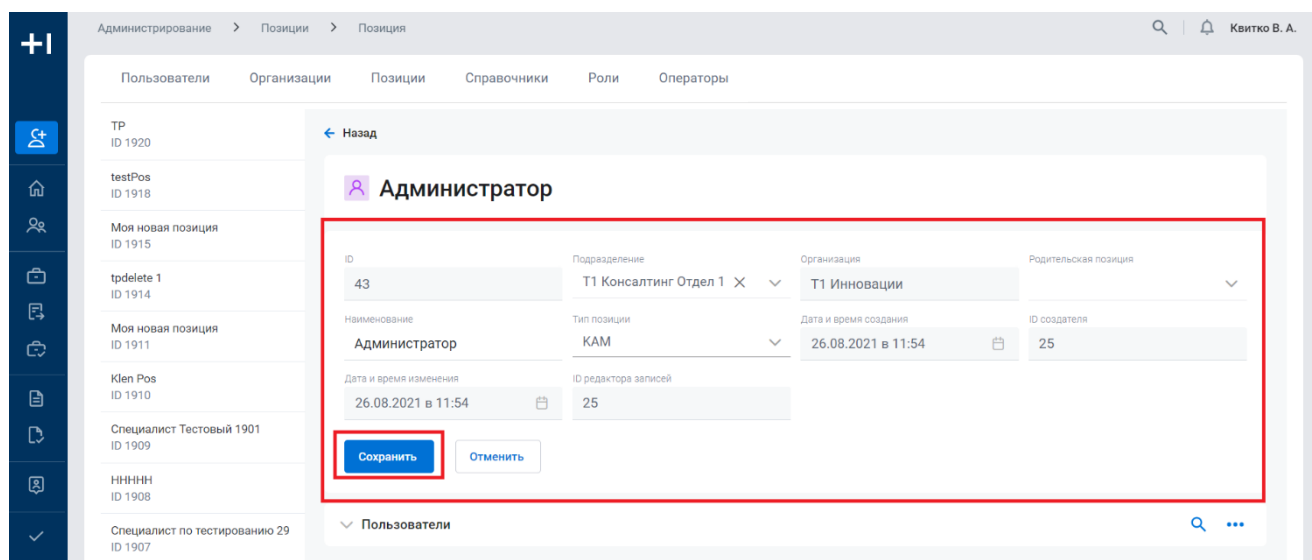 Администрирование > Позиции > Позиция
Квитко В. А.
Пользователи Организации Позиции Справочники Роли Операторы
TP
ID 1920
testPos
ID 1918
Моя новая позиция
ID 1915
tpdelete 1
ID 1914
Моя новая позиция
ID 1911
Klen Pos
ID 1910
Специалист Тестовый 1901
ID 1909
ННННН
ID 1908
Специалист по тестированию 29
ID 1907
Назад
Администратор
ID Подразделение Организация Родительская позиция
43 Т1 Консалтинг Отдел 1 Т1 Инновации
Наименование Тип позиции Дата и время создания ID создателя
Администратор KAM 26.08.2021 в 11:54 25
Дата и время изменения ID редактора записей
26.08.2021 в 11:54 25
Сохранить Отменить
Пользователи